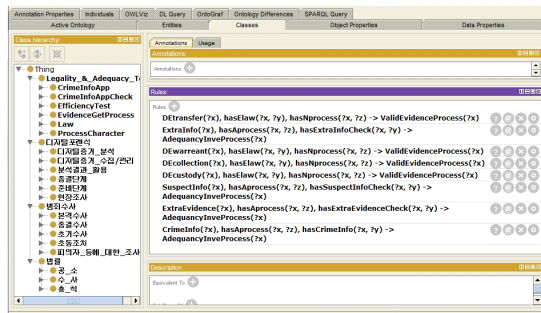 Annotation Properties Individuals OWLViz DL Query OntoGraf Ontology Differences SPARQL Query
Active Ontology Entities Classes Object Properties Data Properties
Class hierarchy:
Thing
Legality_&_Adequacy_T
CrimeInfoApp
CrimeInfoAppCheck
EfficiencyTest
EvidenceGetProcess
Law
ProcessCharacter
디지털포렌식
디지털증거_분석
디지털증거_수집/관리
분석결과_활용
종결단계
준비단계
현장조사
범죄수사
본격수사
종결수사
초기수사
초동조치
피의자_등에_대한_조사
법률
공_소
수_사
총_칙
Annotations Usage
Annotations:
Annotations
Rules:
Rules
DEtransfer(?x), hasElaw(?x, ?y), hasNprocess(?x, ?z) -> ValidEvidenceProcess(?x)
ExtraInfo(?x), hasAprocess(?x, ?z), hasExtraInfoCheck(?x, ?y) ->
AdequancyInveProcess(?x)
DEwarreant(?x), hasElaw(?x, ?y), hasNprocess(?x, ?z) -> ValidEvidenceProcess(?x)
DEcollection(?x), hasElaw(?x, ?y), hasNprocess(?x, ?z) -> ValidEvidenceProcess(?x)
DEcustody(?x), hasElaw(?x, ?y), hasNprocess(?x, ?z) -> ValidEvidenceProcess(?x)
SuspectInfo(?x), hasAprocess(?x, ?z), hasSuspectInfoCheck(?x, ?y) ->
AdequancyInveProcess(?x)
ExtraEvidence(?x), hasAprocess(?x, ?z), hasExtraEvidenceCheck(?x, ?y) ->
AdequancyInveProcess(?x)
CrimeInfo(?x), hasAprocess(?x, ?z), hasCrimeInfo(?x, ?y) ->
AdequancyInveProcess(?x)
Description:
Equivalent To